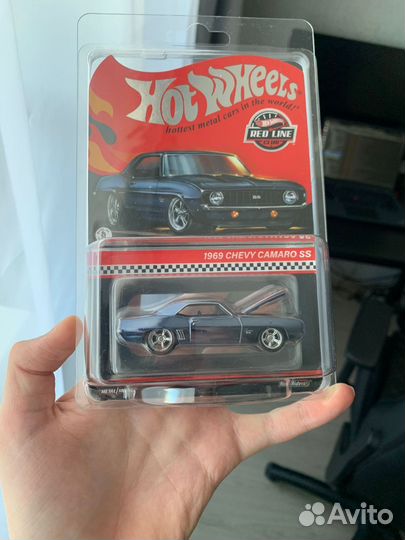 Hot Wheels
hottest metal cars in the world!
RED LINE
CLUB
1969 CHEVY CAMARO SS
Avito